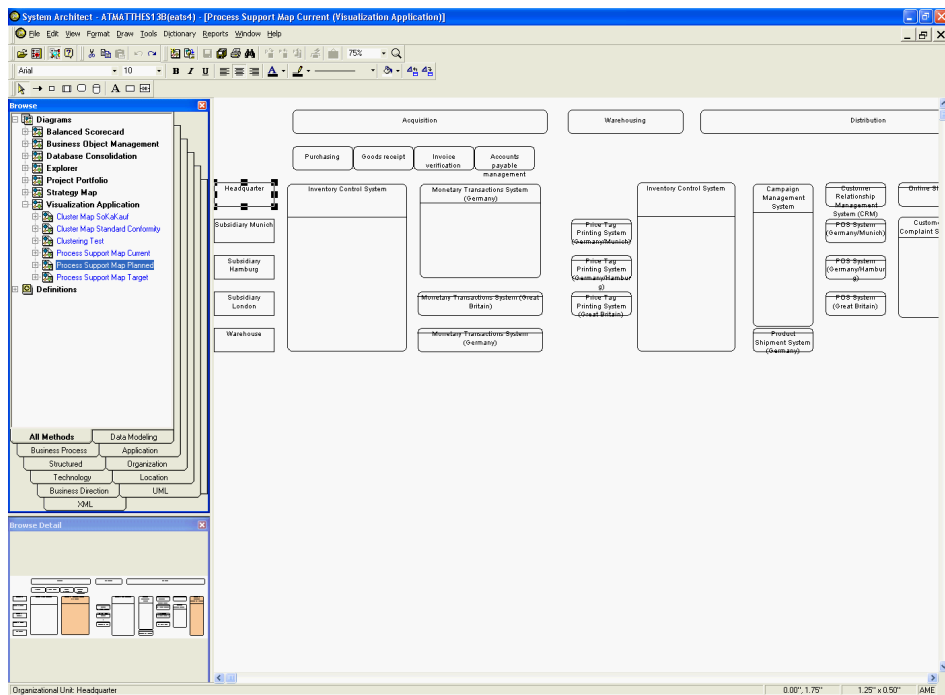 System Architect - ATMATTHES13B(eats4) - [Process Support Map Current (Visualization Application)]
File Edit View Format Draw Tools Dictionary Reports Window Help
75%
Arial 10 B I U A
A
Browse
Diagrams
Balanced Scorecard
Business Object Management
Database Consolidation
Explorer
Project Portfolio
Strategy Map
Visualization Application
Cluster Map SoKaKauf
Cluster Map Standard Conformity
Clustering Test
Process Support Map Current
Process Support Map Planned
Process Support Map Target
Definitions
All Methods Data Modeling
Business Process Application
Structured Organization
Technology Location
Business Direction UML
XML
Browse Detail
Acquisition Warehousing Distribution
Purchasing Goods receipt Invoice verification Accounts payable management
Headquarter
Subsidiary Munich
Subsidiary Hamburg
Subsidiary London
Warehouse
Inventory Control System
Monetary Transactions System (Germany)
Monetary Transactions System (Great Britain)
Monetary Transactions System (Germany)
Price Tag Printing System (Germany/Munich)
Price Tag Printing System (Germany/Hamburg)
Price Tag Printing System (Great Britain)
Inventory Control System
Campaign Management System
Product Shipment System (Germany)
Customer Relationship Management System (CRM)
POS System (Germany/Munich)
POS System (Germany/Hamburg)
POS System (Great Britain)
Online S
Custom
Complaint S
Organizational Unit: Headquarter 0.00", 1.75" 1.25" x 0.50" AME